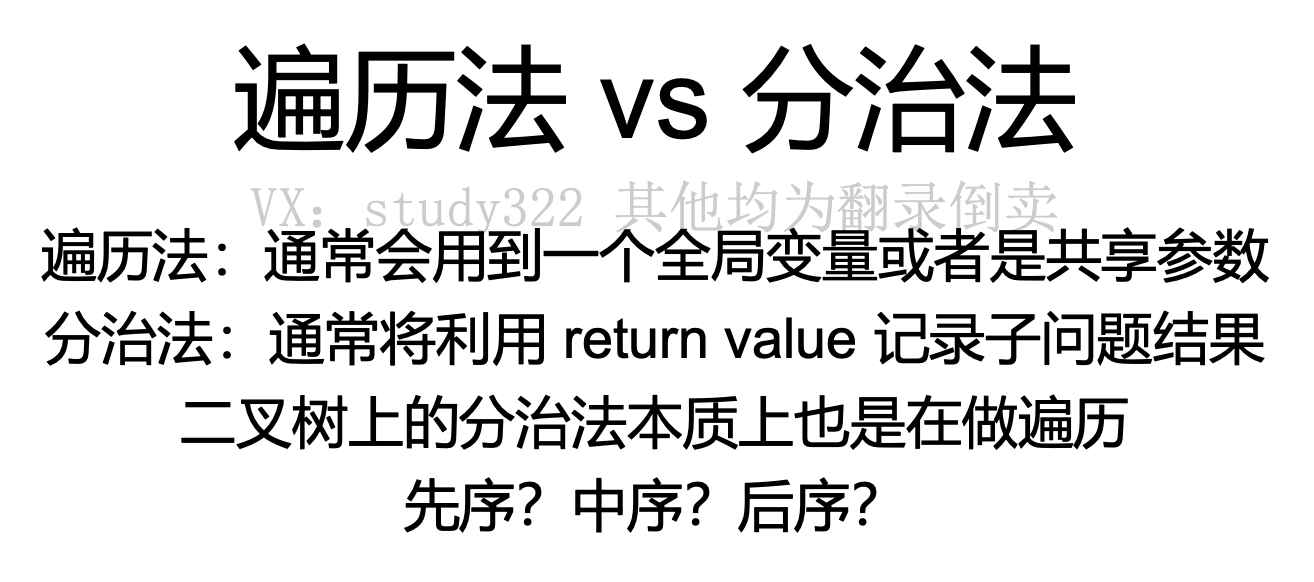 遍历法 vs 分治法
VX：study322 其他均为翻录倒卖
遍历法：通常会用到一个全局变量或者是共享参数
分治法：通常将利用 return value 记录子问题结果
二叉树上的分治法本质上也是在做遍历
先序？中序？后序？